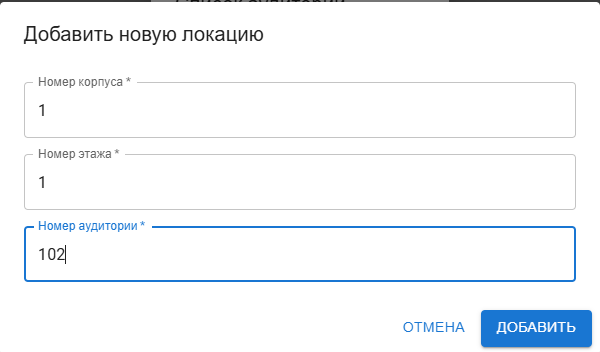 Добавить новую локацию
Номер корпуса *
1
Номер этажа *
1
Номер аудитории *
102
ОТМЕНА
ДОБАВИТЬ